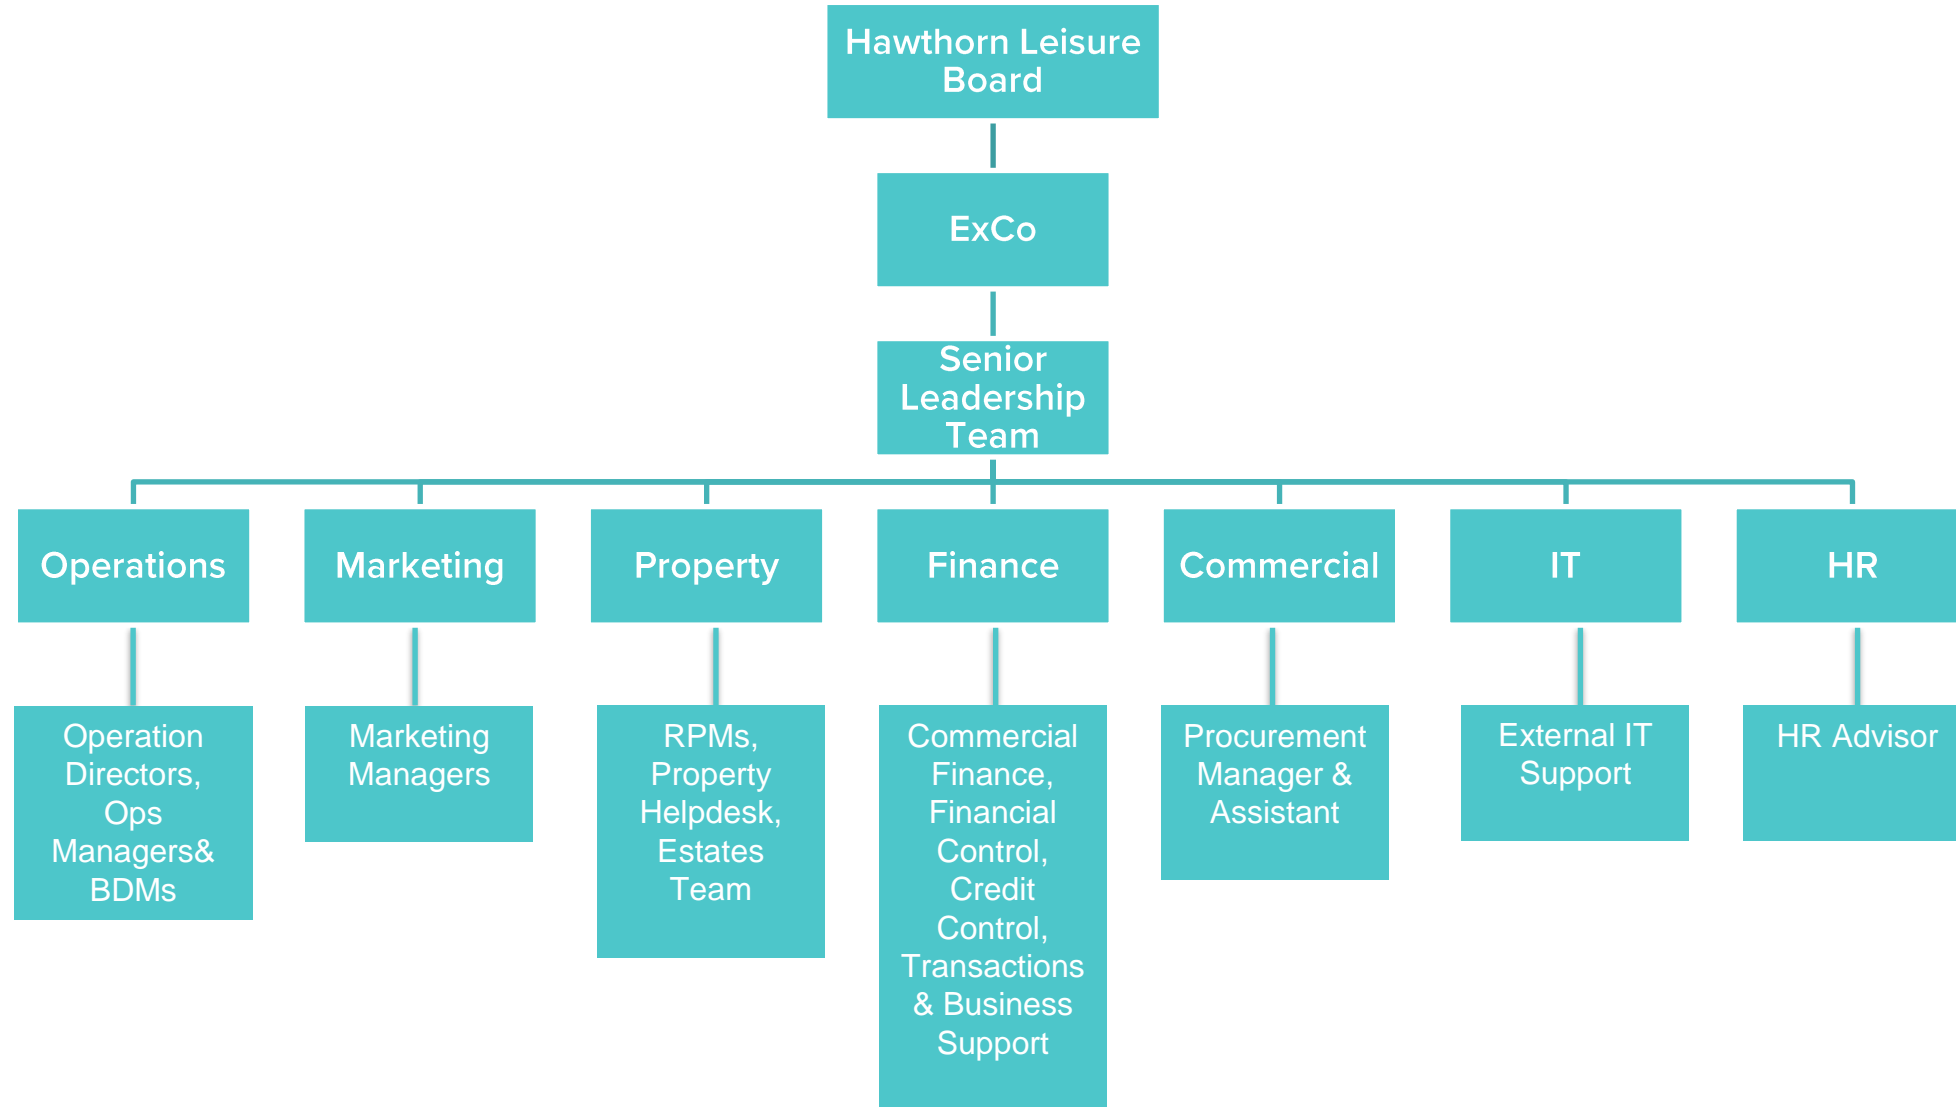 Hawthorn Leisure
Board
ExCo
Senior
Leadership
Team
Operations
Marketing
Property
Finance
Commercial
IT
HR
Operation
Directors,
Ops
Managers&
BDMs
Marketing
Managers
RPMs,
Property
Helpdesk,
Estates
Team
Commercial
Finance,
Financial
Control,
Credit
Control,
Transactions
& Business
Support
Procurement
Manager &
Assistant
External IT
Support
HR Advisor